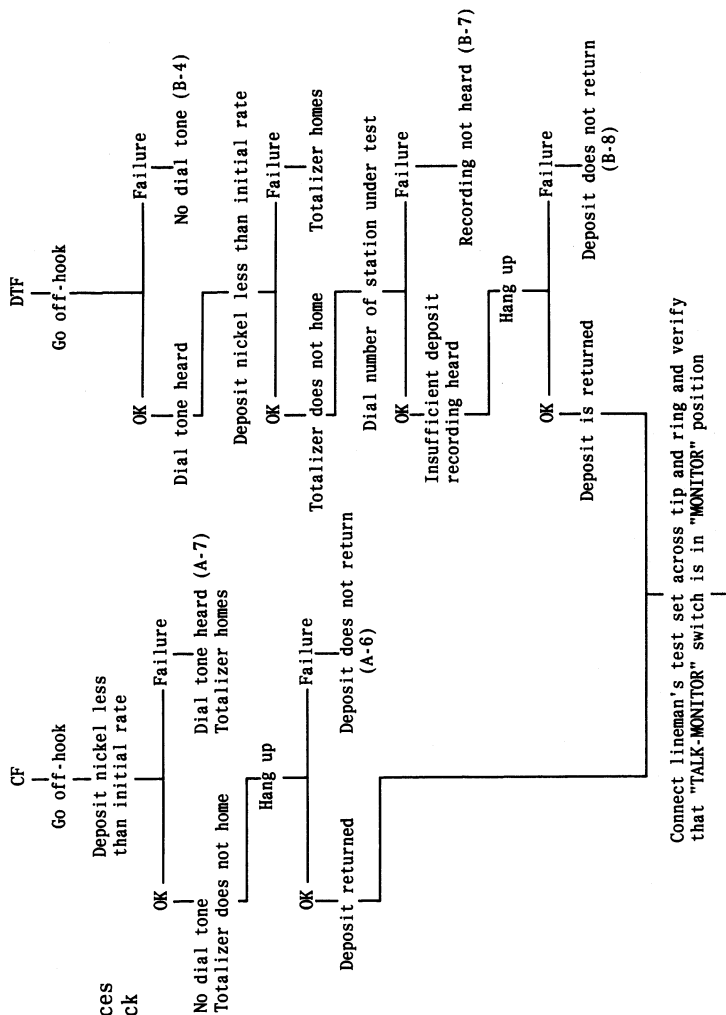 ces
ck
CF
Go off-hook
Deposit nickel less
than initial rate
OK
Failure
No dial tone
Totalizer does not home
Dial tone heard (A-7)
Totalizer homes
Hang up
OK
Failure
Deposit returned
Deposit does not return
(A-6)
DTF
Go off-hook
OK
Failure
Dial tone heard
No dial tone (B-4)
Deposit nickel less than initial rate
OK
Failure
Totalizer does not home
Totalizer homes
Dial number of station under test
OK
Failure
Insufficient deposit
recording heard
Recording not heard (B-7)
Hang up
OK
Failure
Deposit is returned
Deposit does not return
(B-8)
Connect lineman's test set across tip and ring and verify
that "TALK-MONITOR" switch is in "MONITOR" position